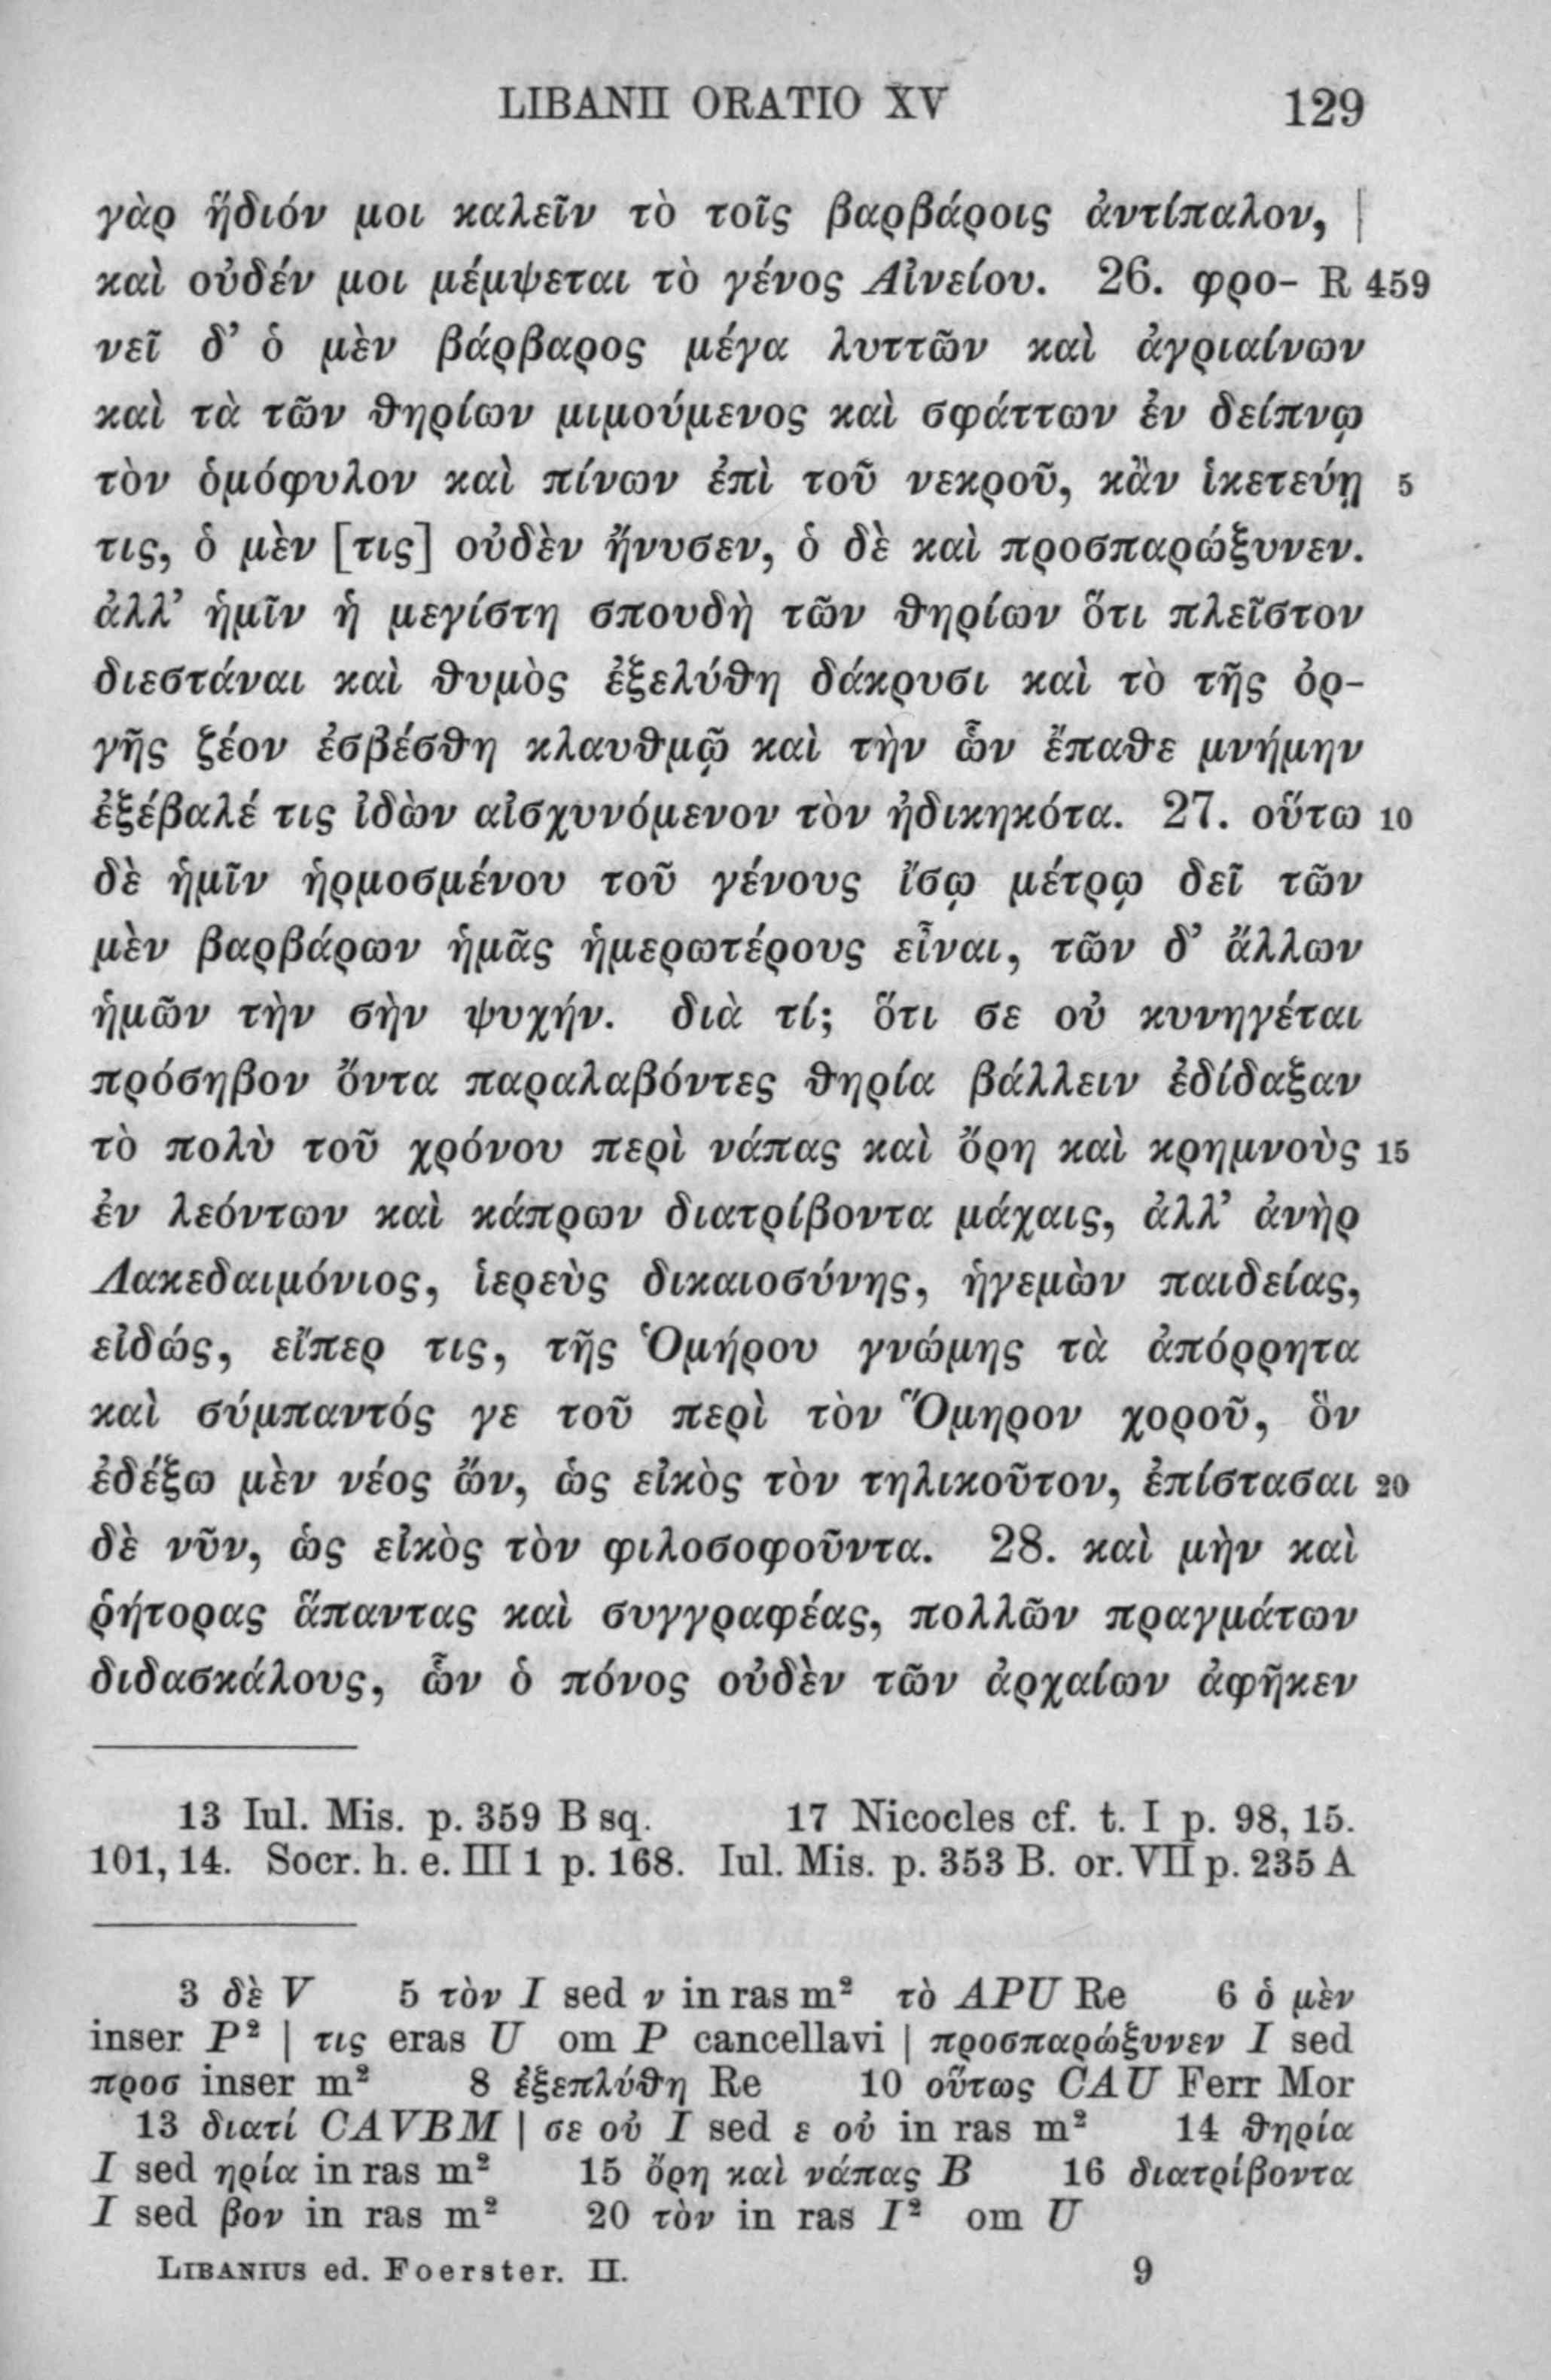 LIBANII ORATIO XV 129
γὰρ ἥδιόν μοι καλεῖν τὸ τοῖς βαρβάροις ἀντίπαλον, |
καὶ οὐδέν μοι μέμψεται τὸ γένος Αἰνείου. 26. φρο- R 459
νεῖ δ’ ὁ μὲν βάρβαρος μέγα λυττῶν καὶ ἀγριαίνων
καὶ τὰ τῶν θηρίων μιμούμενος καὶ σφάττων ἐν δείπνῳ
τὸν ὁμόφυλον καὶ πίνων ἐπὶ τοῦ νεκροῦ, κἂν ἱκετεύῃ 5
τις, ὁ μὲν [τις] οὐδὲν ἤνυσεν, ὁ δὲ καὶ προσπαρώξυνεν.
ἀλλ’ ἡμῖν ἡ μεγίστη σπουδὴ τῶν θηρίων ὅτι πλεῖστον
διεστάναι καὶ θυμὸς ἐξελύθη δάκρυσι καὶ τὸ τῆς ὀρ-
γῆς ζέον ἐσβέσθη κλαυθμῷ καὶ τὴν ὧν ἔπαθε μνήμην
ἐξέβαλέ τις ἰδὼν αἰσχυνόμενον τὸν ἠδικηκότα. 27. οὕτω 10
δὲ ἡμῖν ἡρμοσμένου τοῦ γένους ἴσῳ μέτρῳ δεῖ τῶν
μὲν βαρβάρων ἡμᾶς ἡμερωτέρους εἶναι, τῶν δ’ ἄλλων
ἡμῶν τὴν σὴν ψυχήν. διὰ τί; ὅτι σε οὐ κυνηγέται
πρόσηβον ὄντα παραλαβόντες θηρία βάλλειν ἐδίδαξαν
τὸ πολὺ τοῦ χρόνου περὶ νάπας καὶ ὄρη καὶ κρημνοὺς 15
ἐν λεόντων καὶ κάπρων διατρίβοντα μάχαις, ἀλλ’ ἀνὴρ
Λακεδαιμόνιος, ἱερεὺς δικαιοσύνης, ἡγεμὼν παιδείας,
εἰδώς, εἴπερ τις, τῆς Ὁμήρου γνώμης τὰ ἀπόρρητα
καὶ σύμπαντός γε τοῦ περὶ τὸν Ὅμηρον χοροῦ, ὃν
ἐδέξω μὲν νέος ὤν, ὡς εἰκὸς τὸν τηλικοῦτον, ἐπίστασαι 20
δὲ νῦν, ὡς εἰκὸς τὸν φιλοσοφοῦντα. 28. καὶ μὴν καὶ
ῥήτορας ἅπαντας καὶ συγγραφέας, πολλῶν πραγμάτων
διδασκάλους, ὧν ὁ πόνος οὐδὲν τῶν ἀρχαίων ἀφῆκεν
13 Iul. Mis. p. 359 B sq. 17 Nicocles cf. t. I p. 98, 15.
101, 14. Socr. h. e. III 1 p. 168. Iul. Mis. p. 353 B. or. VII p. 235 A
3 δὲ V 5 τὸν I sed ν in ras m² τὸ APU Re 6 ὁ μὲν
inser P² | τις eras U om P cancellavi | προσπαρώξυνεν I sed
προσ inser m² 8 ἐξεπλύθη Re 10 οὕτως CAU Ferr Mor
13 διατί CAVBM | σε οὐ I sed ε οὐ in ras m² 14 θηρία
I sed ηρία in ras m² 15 ὄρη καὶ νάπας B 16 διατρίβοντα
I sed βον in ras m² 20 τὸν in ras I² om U
LIBANIUS ed. Foerster. II. 9